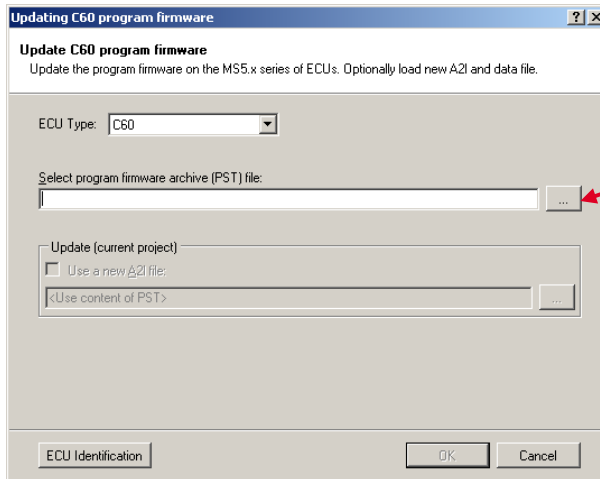 Updating C60 program firmware
Update C60 program firmware
Update the program firmware on the MS5.x series of ECUs. Optionally load new A2l and data file.
ECU Type: C60
Select program firmware archive (PST) file:
...
Update (current project)
Use a new A2l file:
<Use content of PST>
...
ECU Identification
OK
Cancel